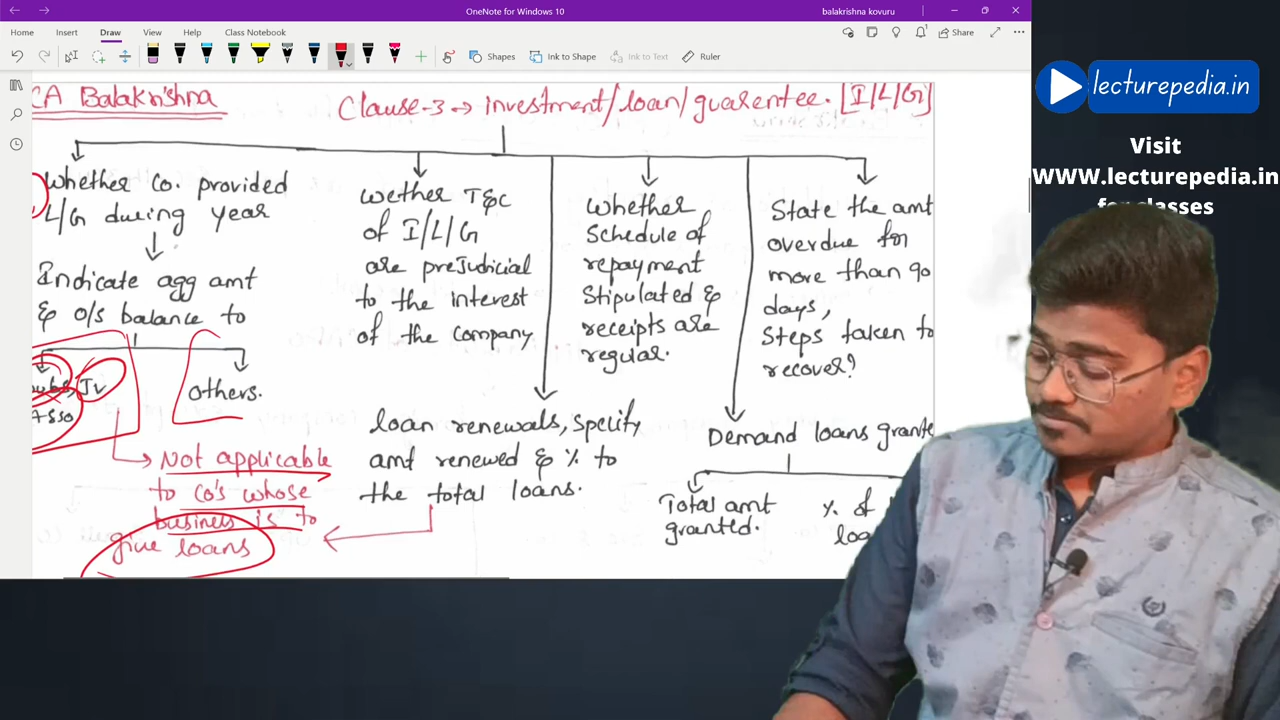 OneNote for Windows 10
balakrishna kovuru
Home Insert Draw View Help Class Notebook
Share
Shapes Ink to Shape Ink to Text Ruler
CA Balakrishna
Clause-3 → investment/loan/guarentee. [I/L/G]
Whether Co. provided
L/G during year
Indicate agg amt
& o/s balance to
Jv
Asso
Others.
Not applicable
to Co's whose
business is to
give loans
wether T&C
of I/L/G
are prejudicial
to the interest
of the company
loan renewals, specify
amt renewed & % to
the total loans.
Whether
Schedule of
repayment
Stipulated &
receipts are
regular.
State the amt
overdue for
more than 90
days,
Steps taken to
recover?
Demand loans grante
Total amt
granted.
% of
loa
lecturepedia.in
Visit
www.lecturepedia.in
for classes